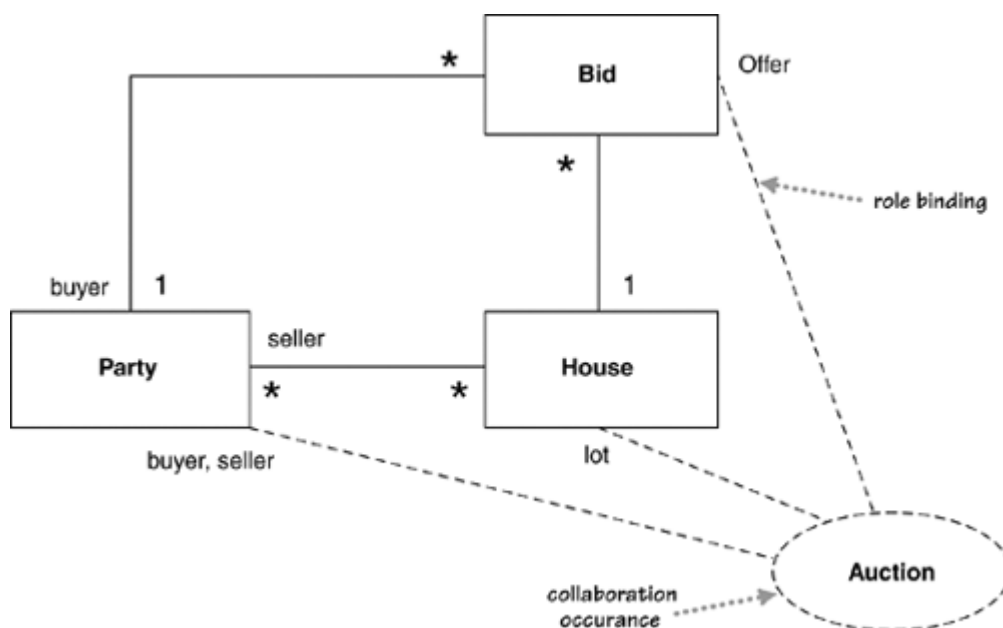 *
Bid
Offer
*
role binding
buyer
1
1
seller
Party
House
*
*
buyer, seller
lot
Auction
collaboration
occurance